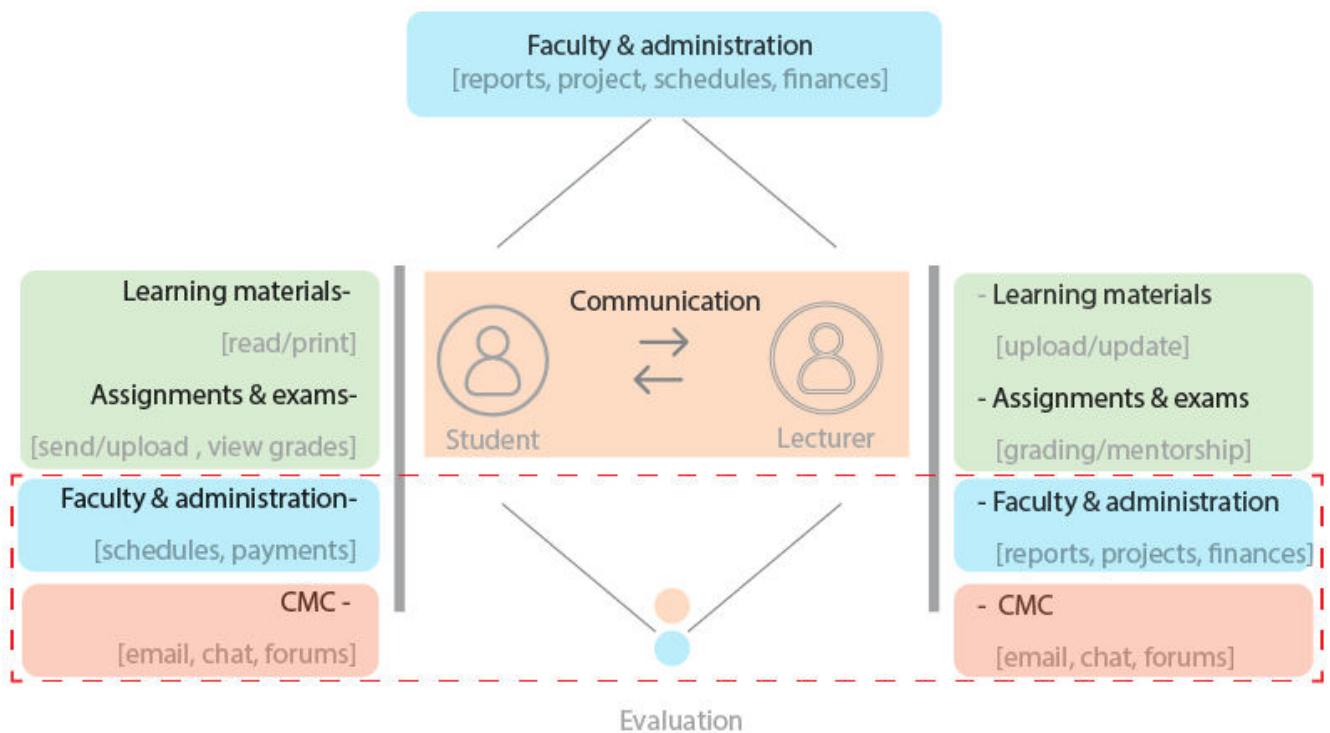 Faculty & administration
[reports, project, schedules, finances]
Learning materials-
[read/print]
Assignments & exams-
[send/upload , view grades]
Faculty & administration-
[schedules, payments]
CMC -
[email, chat, forums]
Communication
Student
Lecturer
- Learning materials
[upload/update]
- Assignments & exams
[grading/mentorship]
- Faculty & administration
[reports, projects, finances]
- CMC
[email, chat, forums]
Evaluation